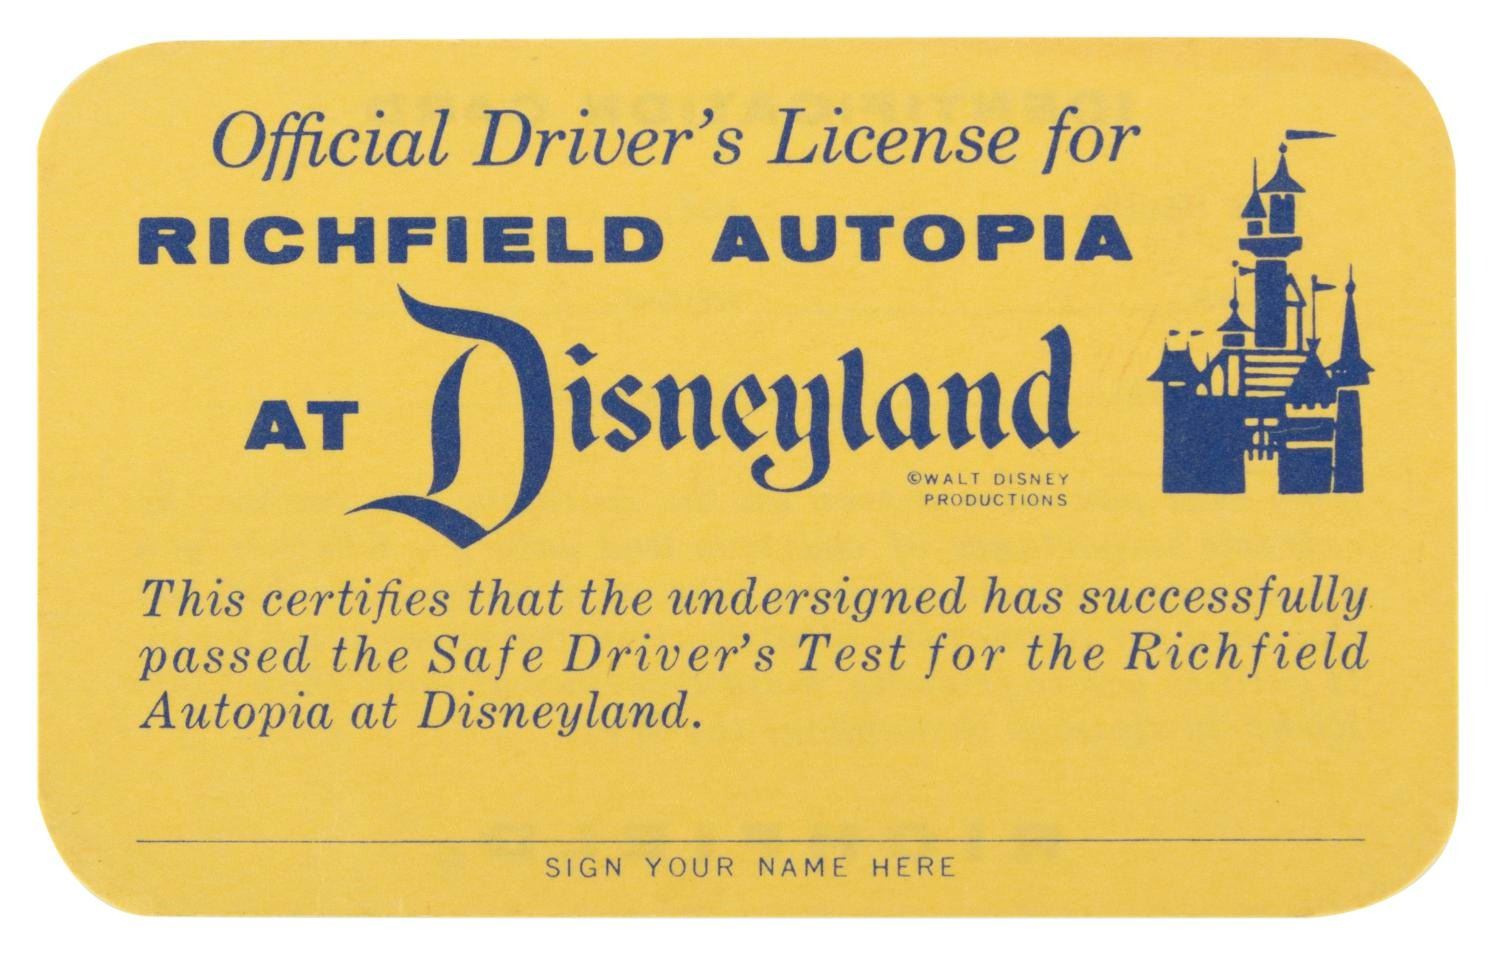 Official Driver's License for
RICHFIELD AUTOPIA
AT Disneyland
©WALT DISNEY
PRODUCTIONS
This certifies that the undersigned has successfully
passed the Safe Driver's Test for the Richfield
Autopia at Disneyland.
SIGN YOUR NAME HERE